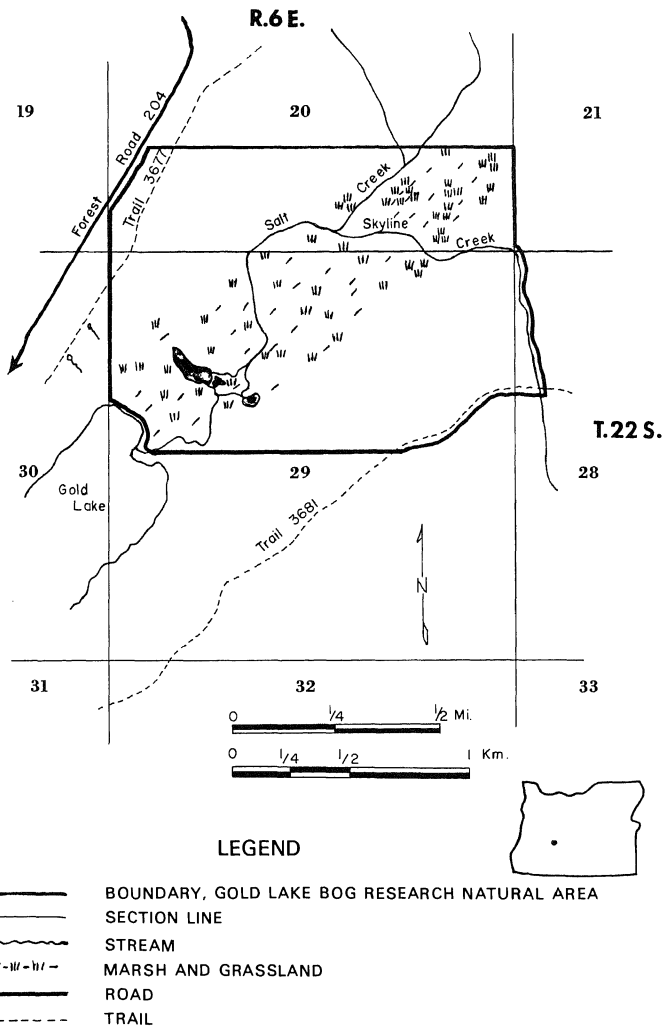 R.6 E.
19
20
21
Forest Road 204
Trail 3677
Salt Creek
Skyline Creek
T.22 S.
30
29
28
Gold
Lake
Trail 3681
N
31
32
33
0 1/4 1/2 Mi.
0 1/4 1/2 1 Km.
LEGEND
BOUNDARY, GOLD LAKE BOG RESEARCH NATURAL AREA
SECTION LINE
STREAM
MARSH AND GRASSLAND
ROAD
TRAIL